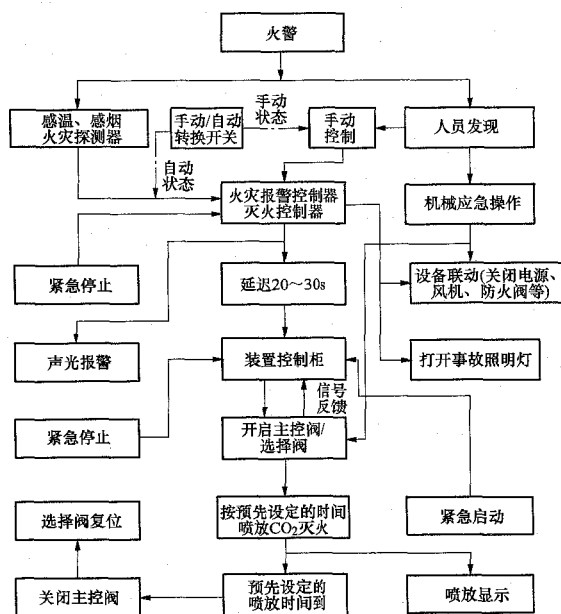 火警
感温、感烟
火灾探测器
手动/自动
转换开关
手动
状态
手动
控制
人员发现
自动
状态
火灾报警控制器
灭火控制器
机械应急操作
紧急停止
延迟20～30s
设备联动(关闭电源、
风机、防火阀等)
声光报警
装置控制柜
打开事故照明灯
信号
反馈
紧急停止
开启主控阀/
选择阀
选择阀复位
按预先设定的时间
喷放CO₂灭火
紧急启动
关闭主控阀
预先设定的
喷放时间到
喷放显示